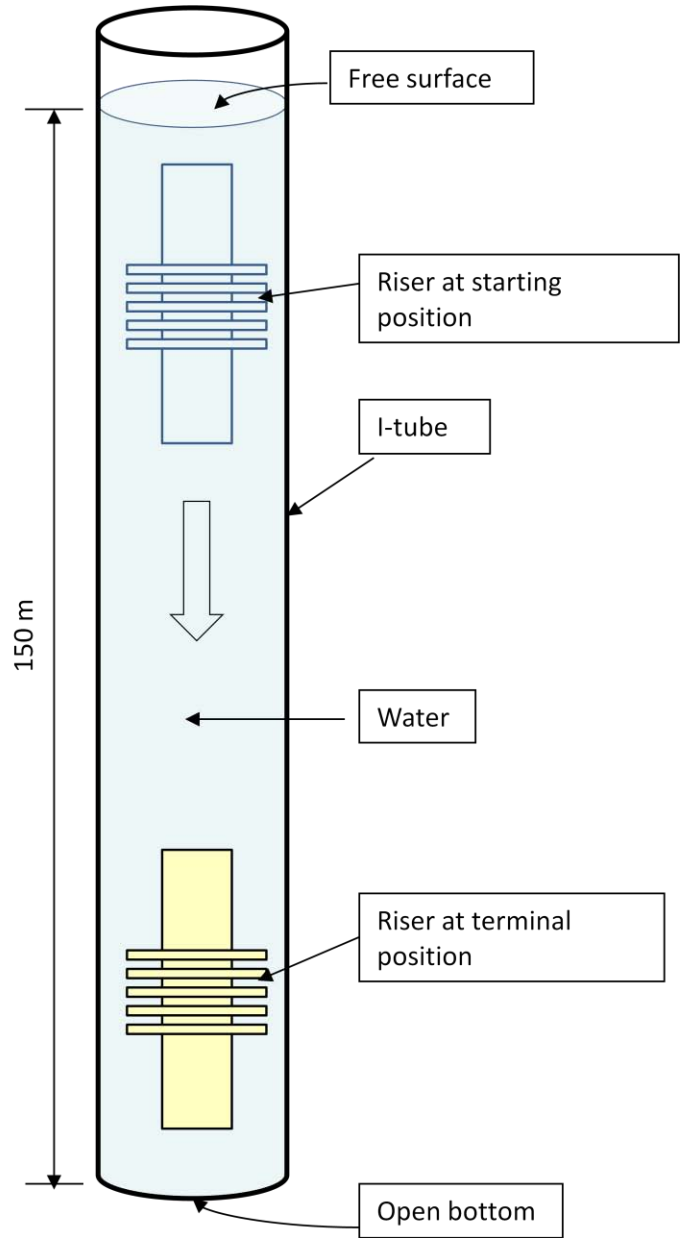 Free surface
Riser at starting
position
I-tube
150 m
Water
Riser at terminal
position
Open bottom